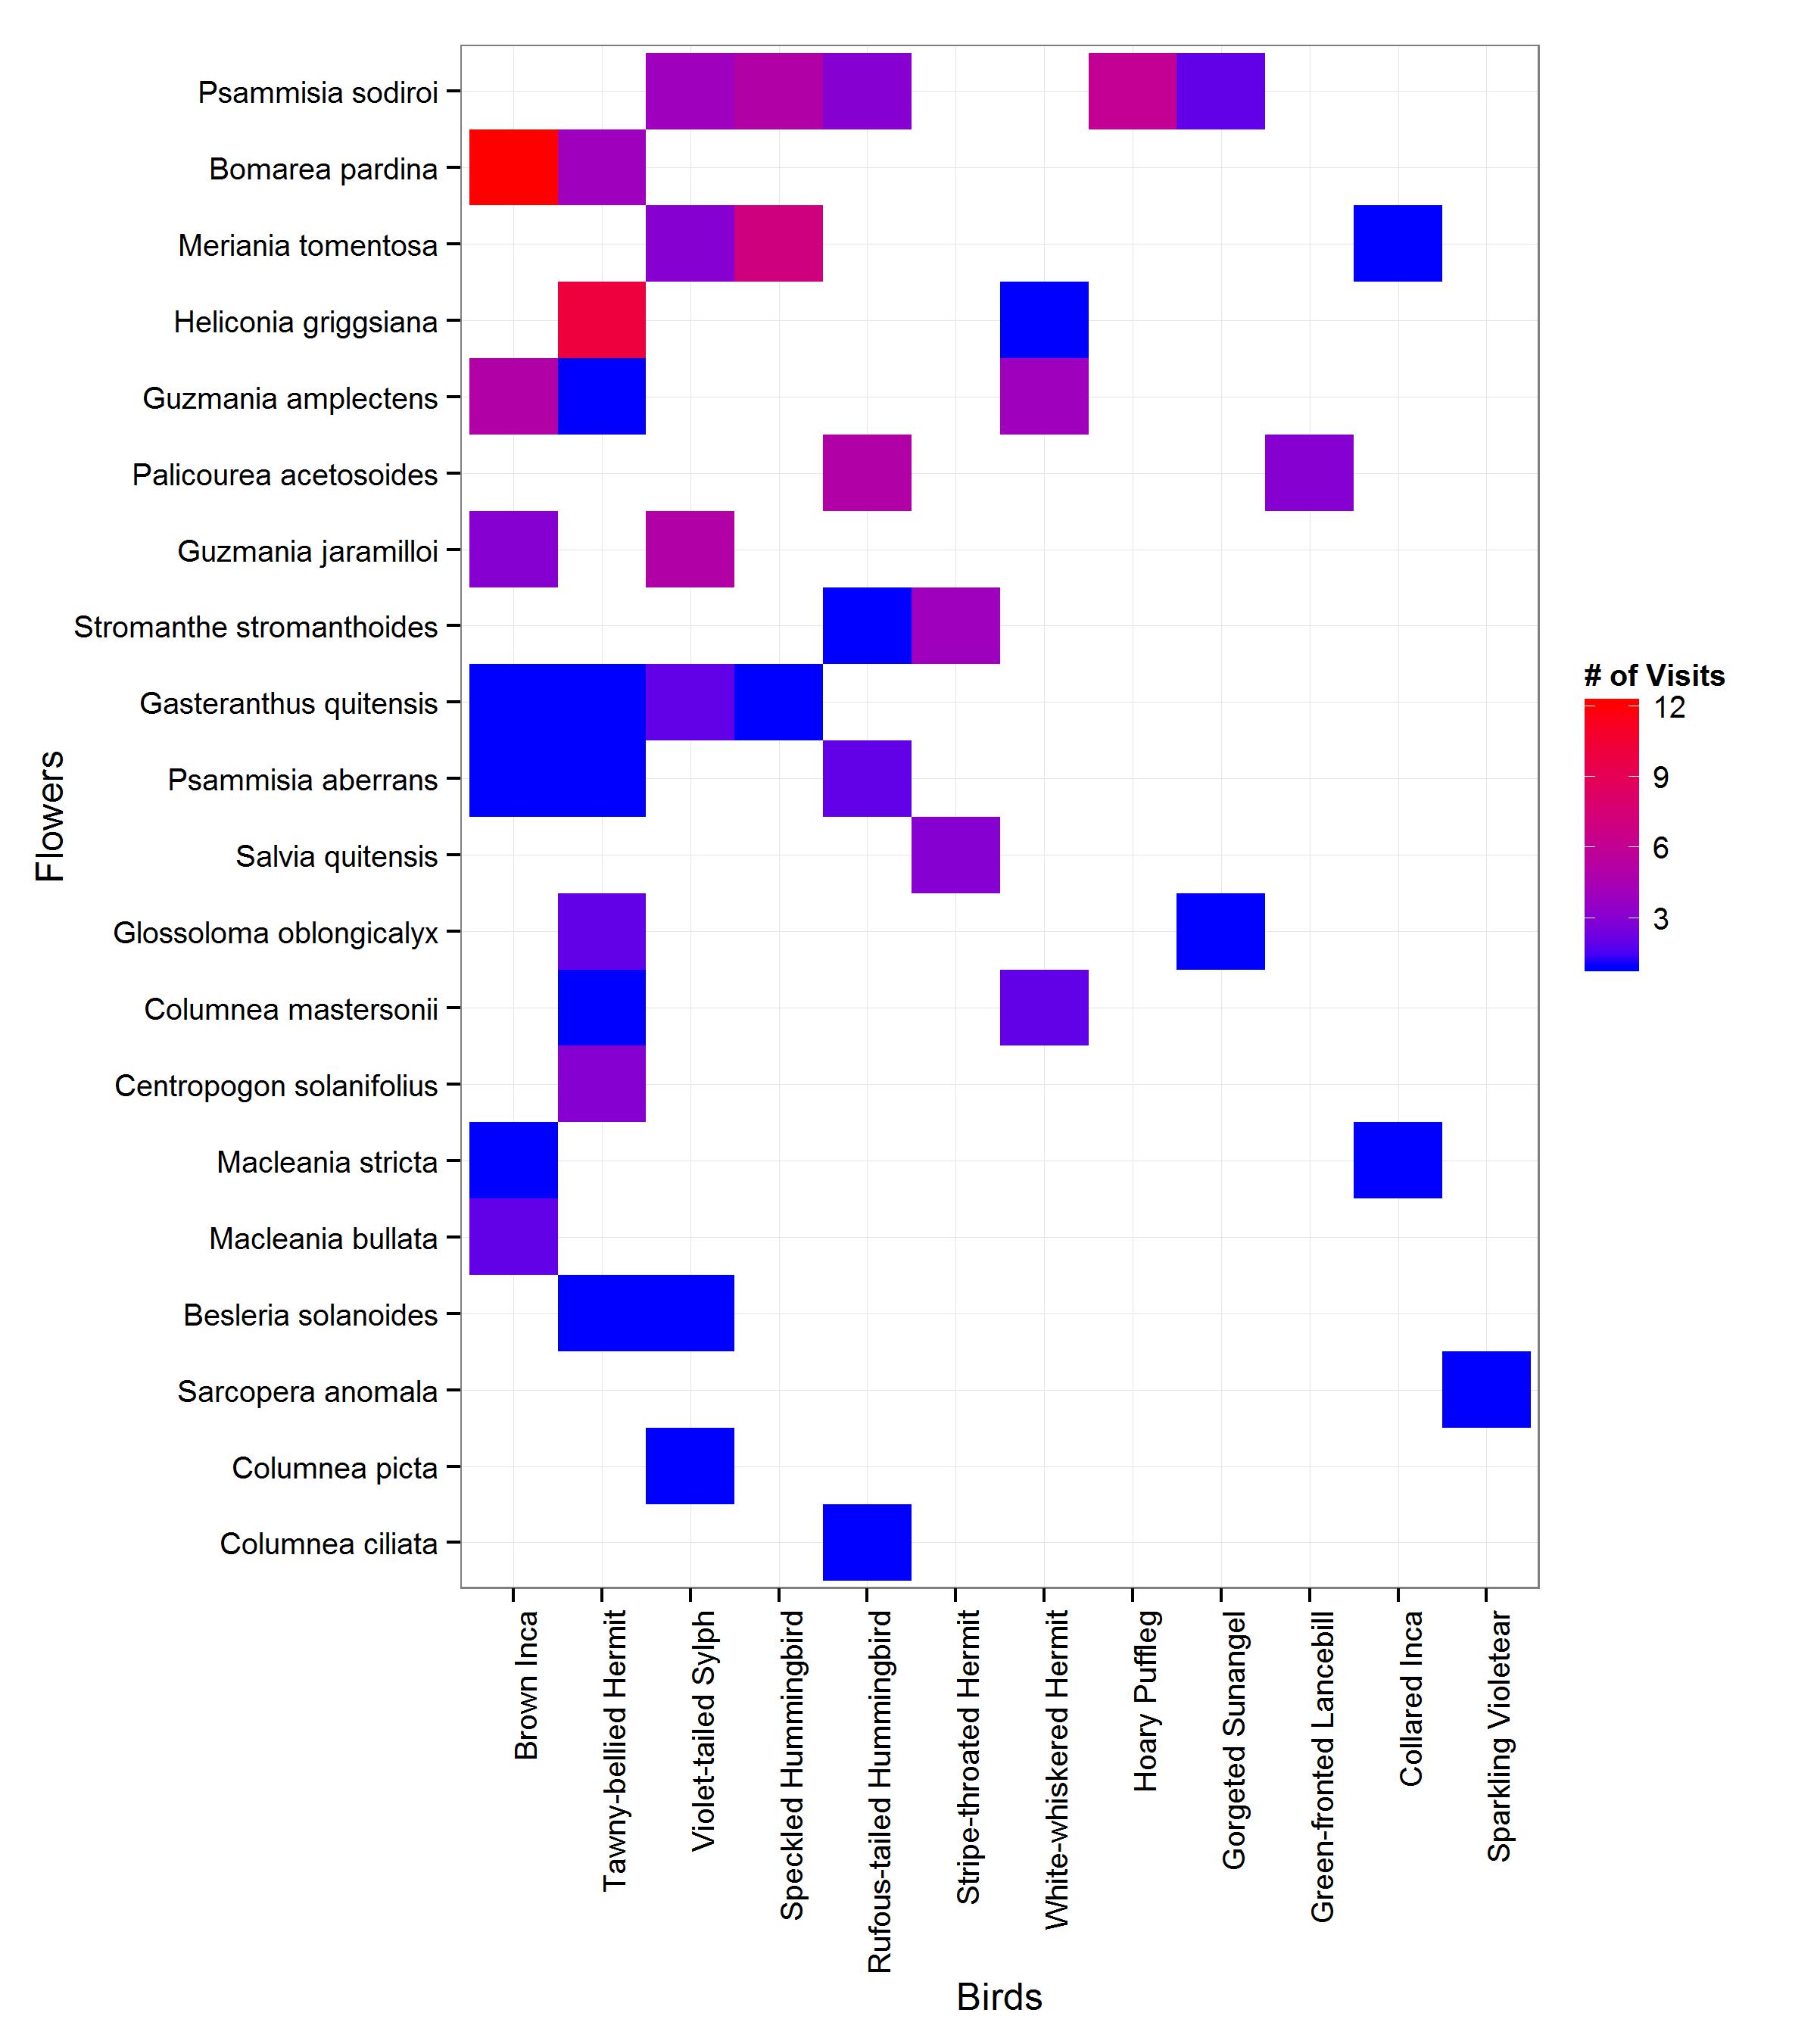 Psammisia sodiroi
Bomarea pardina
Meriania tomentosa
Heliconia griggsiana
Guzmania amplectens
Palicourea acetosoides
Guzmania jaramilloi
Stromanthe stromanthoides
Gasteranthus quitensis
Psammisia aberrans
Salvia quitensis
Glossoloma oblongicalyx
Columnea mastersonii
Centropogon solanifolius
Macleania stricta
Macleania bullata
Besleria solanoides
Sarcopera anomala
Columnea picta
Columnea ciliata
Flowers
Brown Inca
Tawny-bellied Hermit
Violet-tailed Sylph
Speckled Hummingbird
Rufous-tailed Hummingbird
Stripe-throated Hermit
White-whiskered Hermit
Hoary Puffleg
Gorgeted Sunangel
Green-fronted Lancebill
Collared Inca
Sparkling Violetear
Birds
# of Visits
12
9
6
3